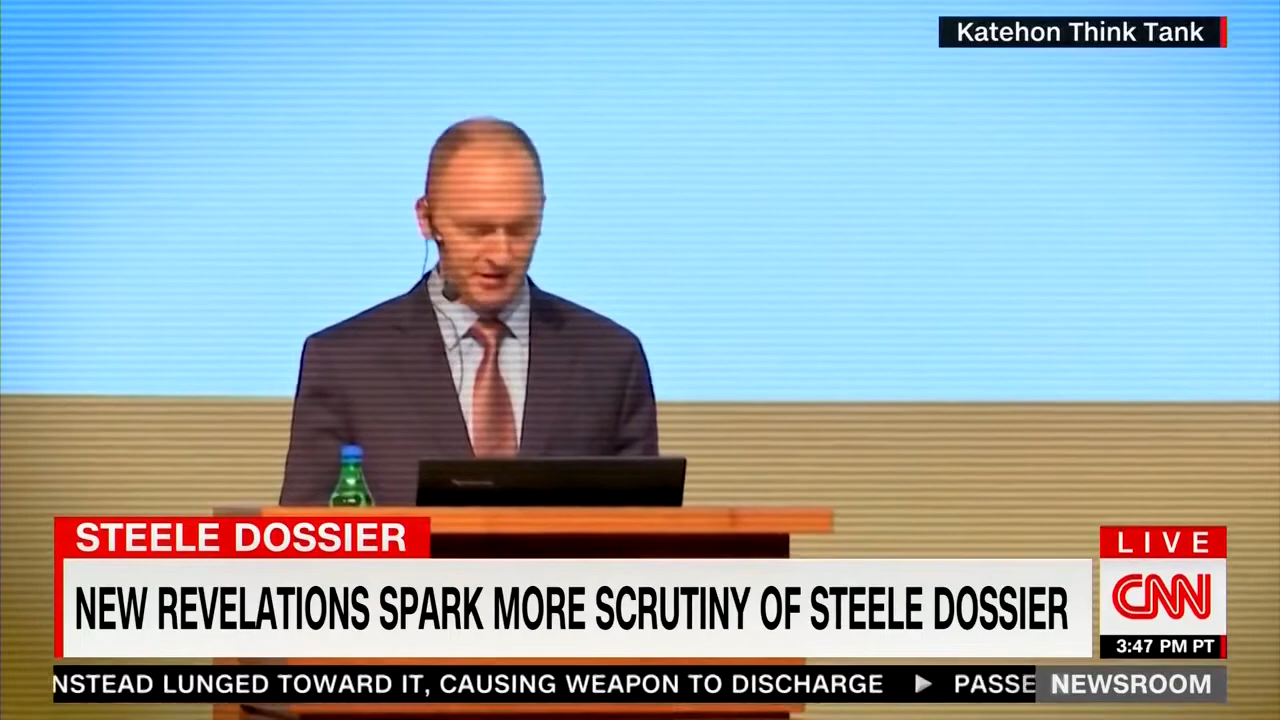 Katehon Think Tank
STEELE DOSSIER
NEW REVELATIONS SPARK MORE SCRUTINY OF STEELE DOSSIER
LIVE
CNN
3:47 PM PT
NSTEAD LUNGED TOWARD IT, CAUSING WEAPON TO DISCHARGE ▶ PASSE
NEWSROOM